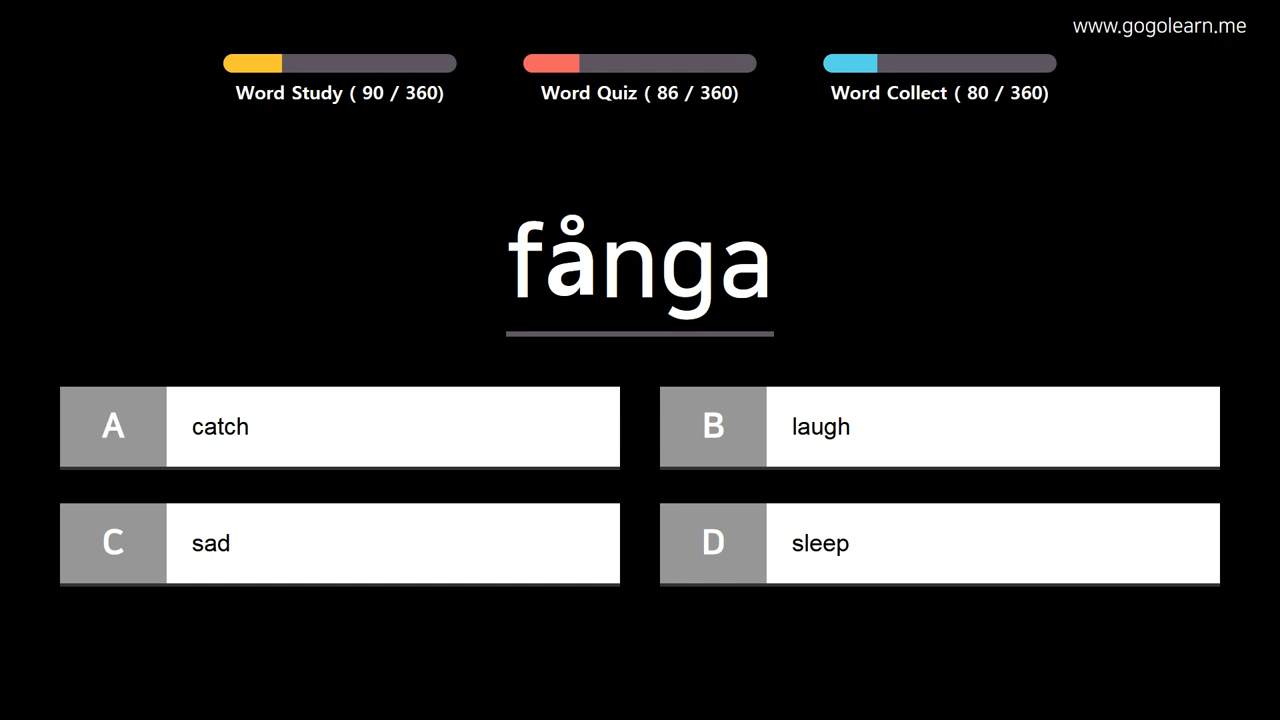 www.gogolearn.me
Word Study ( 90 / 360)
Word Quiz ( 86 / 360)
Word Collect ( 80 / 360)
fånga
A catch
B laugh
C sad
D sleep